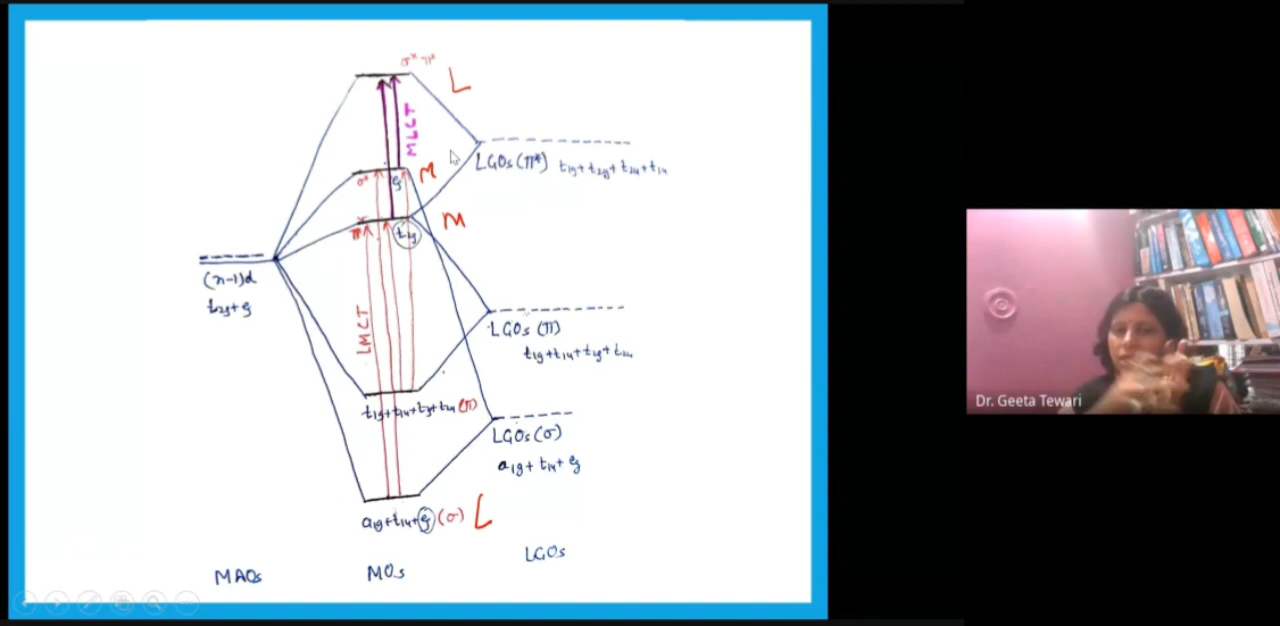 σ* π*
L
MLCT
LGOs (π*) t₁g + t₂g + t₂u + t₁u
σ* eg M
π* t₂g M
(n-1)d
t₂g + eg
LMCT
LGOs (π)
t₁g + t₁u + t₂g + t₂u
t₁g + t₁u + t₂g + t₂u (π)
LGOs (σ)
a₁g + t₁u + eg
a₁g + t₁u + eg (σ) L
LGOs
MAOs
MOs
Dr. Geeta Tewari